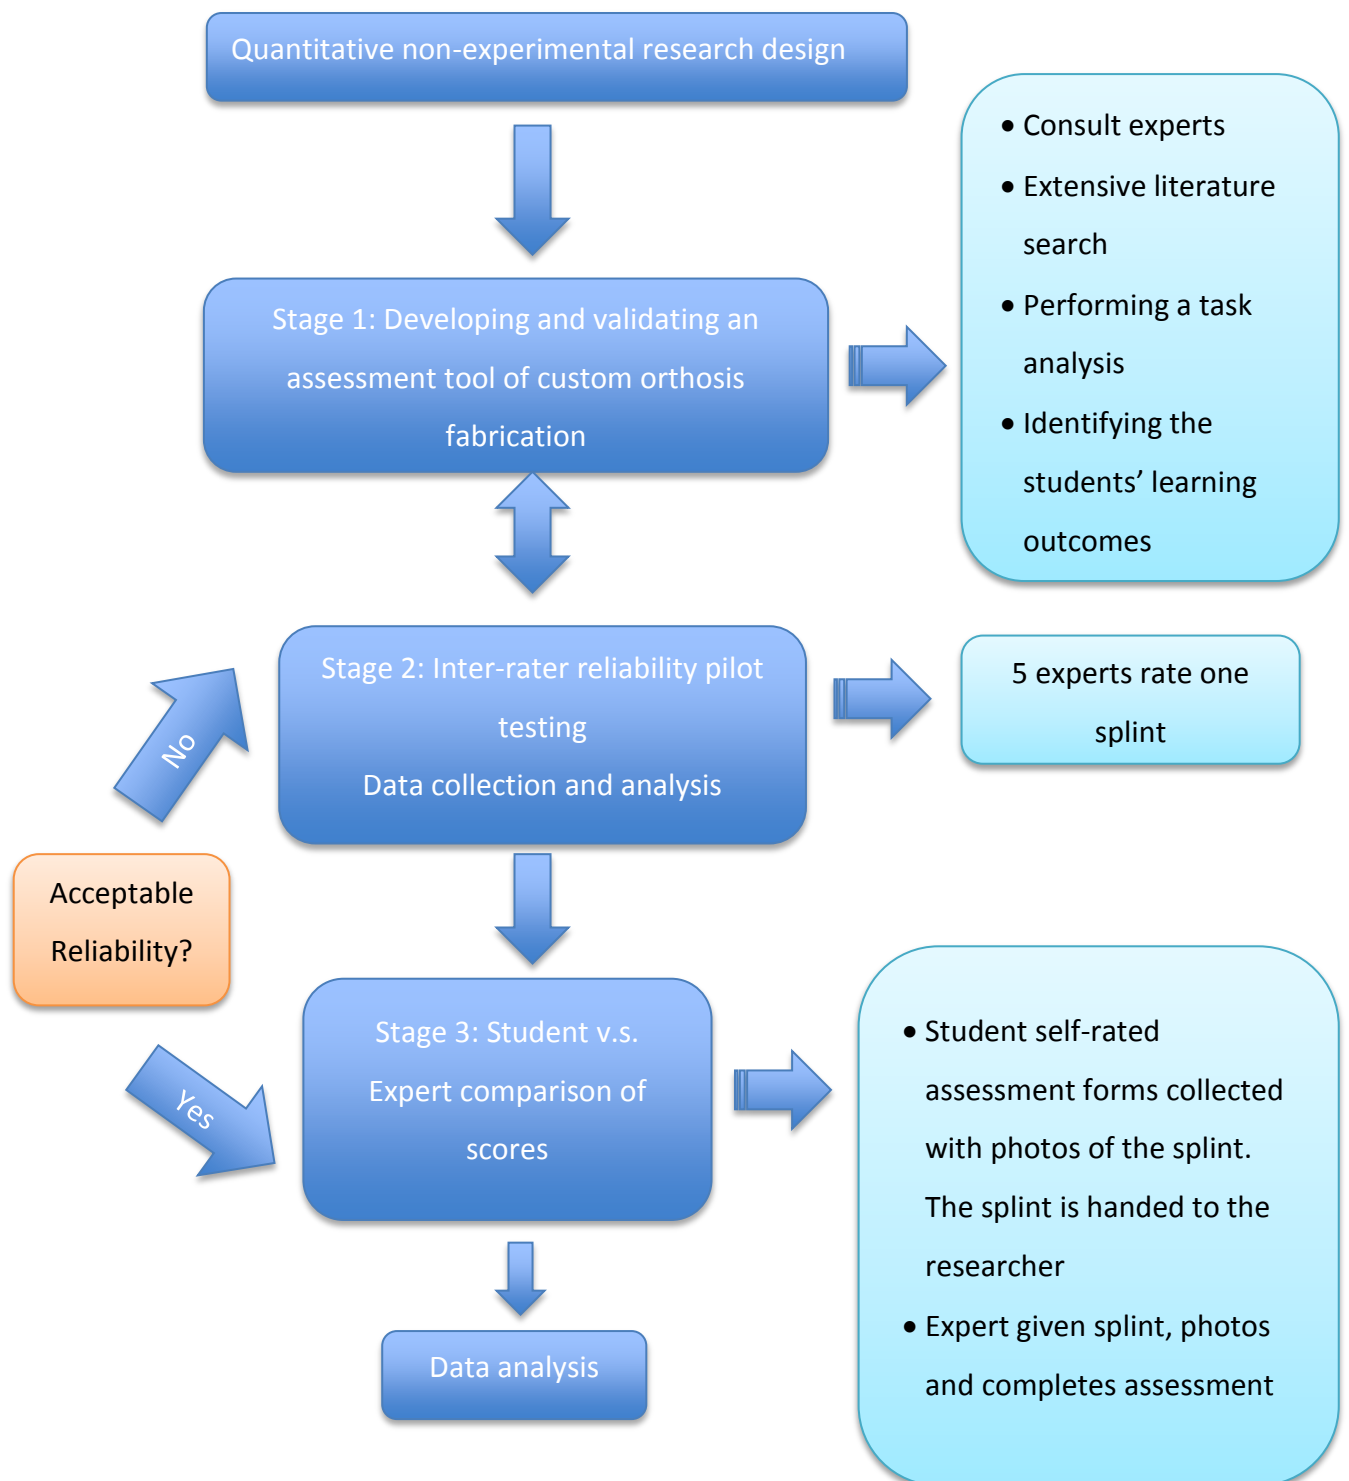 Quantitative non-experimental research design
• Consult experts
• Extensive literature
search
• Performing a task
analysis
• Identifying the
students’ learning
outcomes
Stage 1: Developing and validating an
assessment tool of custom orthosis
fabrication
Stage 2: Inter-rater reliability pilot
testing
Data collection and analysis
5 experts rate one
splint
No
Acceptable
Reliability?
Yes
Stage 3: Student v.s.
Expert comparison of
scores
• Student self-rated
assessment forms collected
with photos of the splint.
The splint is handed to the
researcher
• Expert given splint, photos
and completes assessment
Data analysis